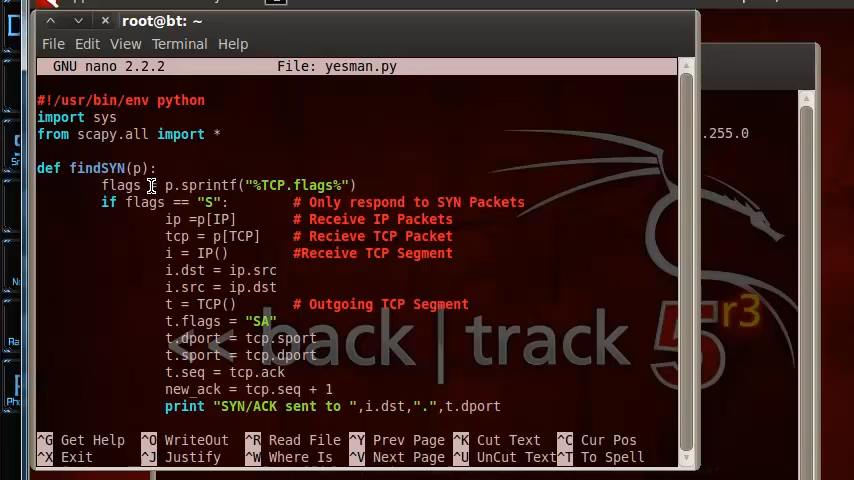 root@bt: ~
File Edit View Terminal Help
GNU nano 2.2.2 File: yesman.py
#!/usr/bin/env python
import sys
from scapy.all import *
def findSYN(p):
flags = p.sprintf("%TCP.flags%")
if flags == "S": # Only respond to SYN Packets
ip =p[IP] # Receive IP Packets
tcp = p[TCP] # Recieve TCP Packet
i = IP() #Receive TCP Segment
i.dst = ip.src
i.src = ip.dst
t = TCP() # Outgoing TCP Segment
t.flags = "SA"
t.dport = tcp.sport
t.sport = tcp.dport
t.seq = tcp.ack
new_ack = tcp.seq + 1
print "SYN/ACK sent to ",i.dst,".",t.dport
^G Get Help ^O WriteOut ^R Read File ^Y Prev Page ^K Cut Text ^C Cur Pos
^X Exit ^J Justify ^W Where Is ^V Next Page ^U UnCut Text ^T To Spell
.255.0
<< back | track 5 r3